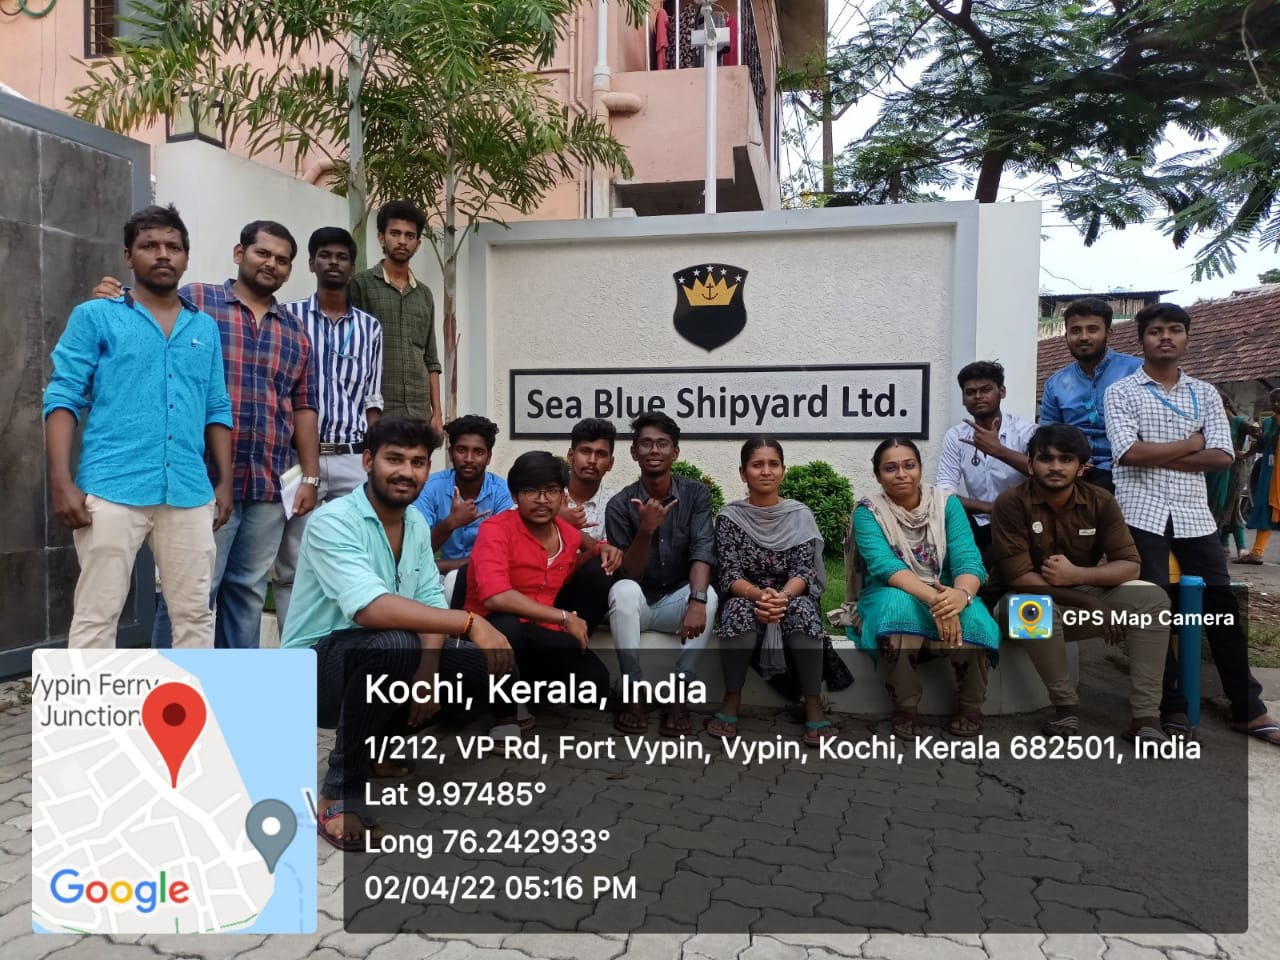 Sea Blue Shipyard Ltd.
GPS Map Camera
Vypin Ferry
Junction
Google
Kochi, Kerala, India
1/212, VP Rd, Fort Vypin, Vypin, Kochi, Kerala 682501, India
Lat 9.97485°
Long 76.242933°
02/04/22 05:16 PM